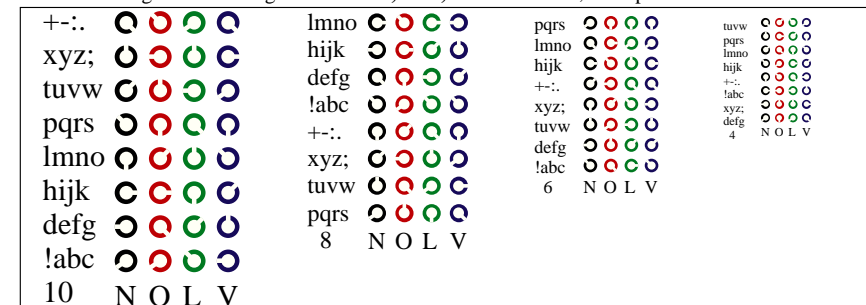 +-:.
xyz;
tuvw
pqrs
lmno
hijk
defg
!abc
10 N O L V
lmno
hijk
defg
!abc
+-:.
xyz;
tuvw
pqrs
8 N O L V
pqrs
lmno
hijk
+-:.
xyz;
tuvw
defg
!abc
6 N O L V
tuvw
pqrs
lmno
hijk
+-:.
!abc
xyz;
defg
4 N O L V